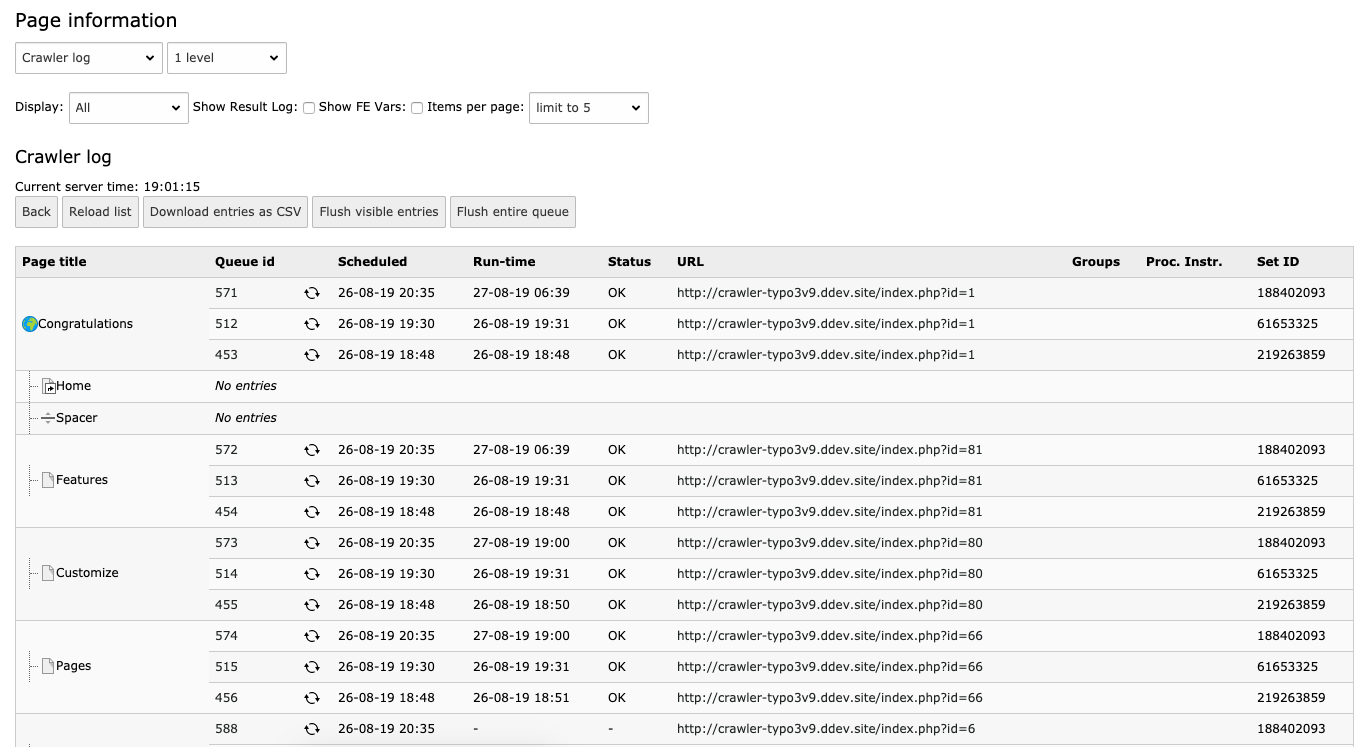 Page information
Crawler log 1 level
Display: All Show Result Log: Show FE Vars: Items per page: limit to 5
Crawler log
Current server time: 19:01:15
Back Reload list Download entries as CSV Flush visible entries Flush entire queue
Page title Queue id Scheduled Run-time Status URL Groups Proc. Instr. Set ID
571 26-08-19 20:35 27-08-19 06:39 OK http://crawler-typo3v9.ddev.site/index.php?id=1 188402093
Congratulations 512 26-08-19 19:30 26-08-19 19:31 OK http://crawler-typo3v9.ddev.site/index.php?id=1 61653325
453 26-08-19 18:48 26-08-19 18:48 OK http://crawler-typo3v9.ddev.site/index.php?id=1 219263859
Home No entries
Spacer No entries
572 26-08-19 20:35 27-08-19 06:39 OK http://crawler-typo3v9.ddev.site/index.php?id=81 188402093
Features 513 26-08-19 19:30 26-08-19 19:31 OK http://crawler-typo3v9.ddev.site/index.php?id=81 61653325
454 26-08-19 18:48 26-08-19 18:48 OK http://crawler-typo3v9.ddev.site/index.php?id=81 219263859
573 26-08-19 20:35 27-08-19 19:00 OK http://crawler-typo3v9.ddev.site/index.php?id=80 188402093
Customize 514 26-08-19 19:30 26-08-19 19:31 OK http://crawler-typo3v9.ddev.site/index.php?id=80 61653325
455 26-08-19 18:48 26-08-19 18:50 OK http://crawler-typo3v9.ddev.site/index.php?id=80 219263859
574 26-08-19 20:35 27-08-19 19:00 OK http://crawler-typo3v9.ddev.site/index.php?id=66 188402093
Pages 515 26-08-19 19:30 26-08-19 19:31 OK http://crawler-typo3v9.ddev.site/index.php?id=66 61653325
456 26-08-19 18:48 26-08-19 18:51 OK http://crawler-typo3v9.ddev.site/index.php?id=66 219263859
588 26-08-19 20:35 - - http://crawler-typo3v9.ddev.site/index.php?id=6 188402093